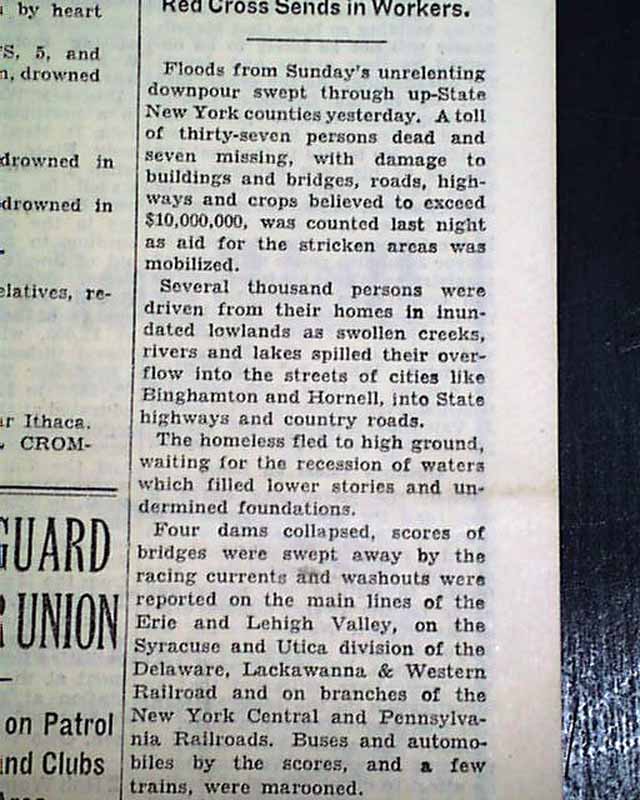 by heart
S, 5, and
n, drowned
drowned in
drowned in
elatives, re-
r Ithaca.
CROM-
GUARD
UNION
on Patrol
nd Clubs
Red Cross Sends in Workers.
Floods from Sunday's unrelenting
downpour swept through up-State
New York counties yesterday. A toll
of thirty-seven persons dead and
seven missing, with damage to
buildings and bridges, roads, high-
ways and crops believed to exceed
$10,000,000, was counted last night
as aid for the stricken areas was
mobilized.
Several thousand persons were
driven from their homes in inun-
dated lowlands as swollen creeks,
rivers and lakes spilled their over-
flow into the streets of cities like
Binghamton and Hornell, into State
highways and country roads.
The homeless fled to high ground,
waiting for the recession of waters
which filled lower stories and un-
dermined foundations.
Four dams collapsed, scores of
bridges were swept away by the
racing currents and washouts were
reported on the main lines of the
Erie and Lehigh Valley, on the
Syracuse and Utica division of the
Delaware, Lackawanna & Western
Railroad and on branches of the
New York Central and Pennsylva-
nia Railroads. Buses and automo-
biles by the scores, and a few
trains, were marooned.